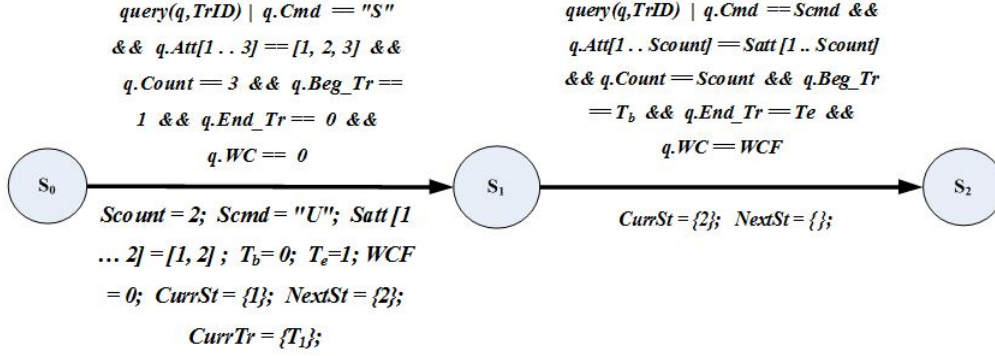 query(q,TrID) | q.Cmd == "S"
&& q.Att[1 . . 3] == [1, 2, 3] &&
q.Count == 3 && q.Beg_Tr ==
1 && q.End_Tr == 0 &&
q.WC == 0
query(q,TrID) | q.Cmd == Scmd &&
q.Att[1 . . Scount] == Satt [1 .. Scount]
&& q.Count == Scount && q.Beg_Tr
== Tb && q.End_Tr == Te &&
q.WC == WCF
S0
S1
S2
Scount = 2; Scmd = "U"; Satt [1
... 2] = [1, 2] ; Tb= 0; Te=1; WCF
= 0; CurrSt = {1}; NextSt = {2};
CurrTr = {T1};
CurrSt = {2}; NextSt = {};